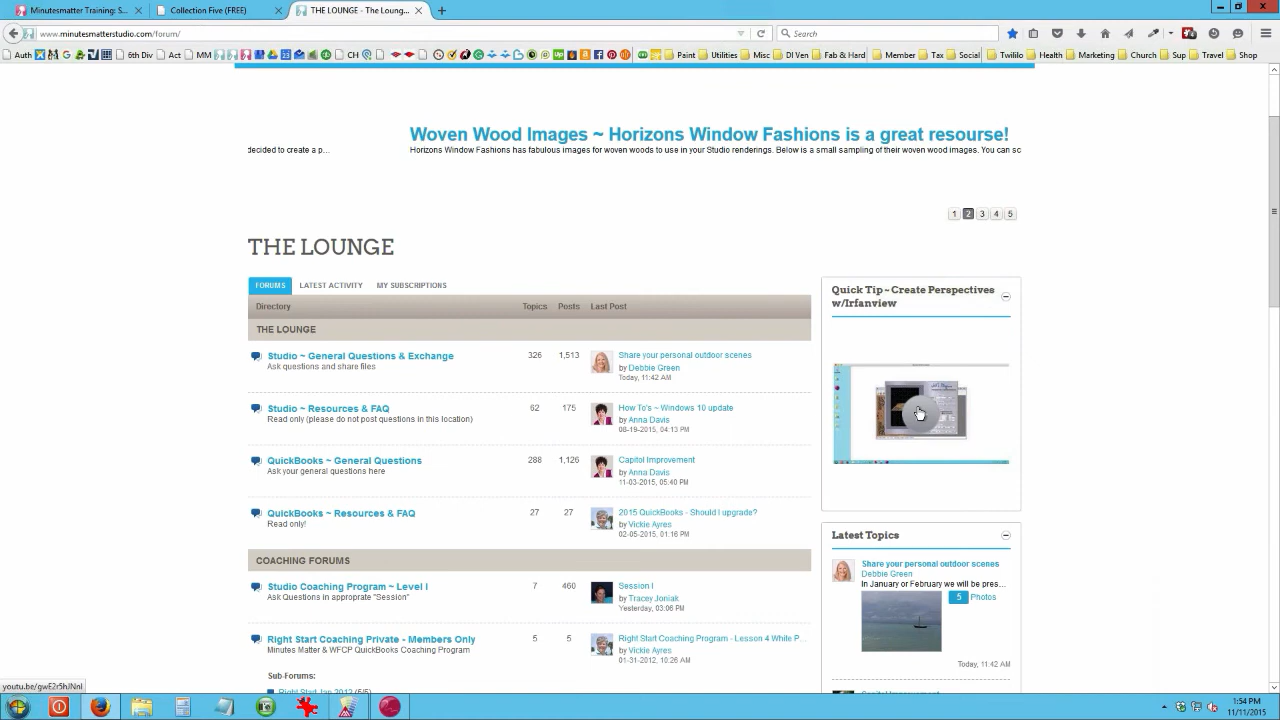 Minutesmatter Training: S...
Collection Five (FREE)
THE LOUNGE - The Loung...
www.minutesmatterstudio.com/forum/
Search
Auth 6th Div Act MM CH Paint Utilities Misc DI Ven Fab & Hard Member Tax Social Twillio Health Marketing Church Sup Travel Shop
Woven Wood Images ~ Horizons Window Fashions is a great resourse!
decided to create a p...
Horizons Window Fashions has fabulous images for woven woods to use in your Studio renderings. Below is a small sampling of their woven wood images. You can sc
1 2 3 4 5
THE LOUNGE
FORUMS LATEST ACTIVITY MY SUBSCRIPTIONS
Directory Topics Posts Last Post
THE LOUNGE
Studio ~ General Questions & Exchange
Ask questions and share files
326 1,513
Share your personal outdoor scenes
by Debbie Green
Today, 11:42 AM
Studio ~ Resources & FAQ
Read only (please do not post questions in this location)
62 175
How To's ~ Windows 10 update
by Anna Davis
08-19-2015, 04:13 PM
QuickBooks ~ General Questions
Ask your general questions here
288 1,126
Capitol Improvement
by Anna Davis
11-03-2015, 05:40 PM
QuickBooks ~ Resources & FAQ
Read only!
27 27
2015 QuickBooks - Should I upgrade?
by Vickie Ayres
02-05-2015, 01:16 PM
COACHING FORUMS
Studio Coaching Program ~ Level I
Ask Questions in approprate "Session"
7 460
Session I
by Tracey Joniak
Yesterday, 03:06 PM
Right Start Coaching Private - Members Only
Minutes Matter & WFCP QuickBooks Coaching Program
5 5
Right Start Coaching Program - Lesson 4 While P...
by Vickie Ayres
01-31-2012, 10:26 AM
Sub-Forums:
Right Start Jan 2012 (5/5)
Quick Tip ~ Create Perspectives
w/Irfanview
Latest Topics
Share your personal outdoor scenes
Debbie Green
In January or February we will be pres...
5 Photos
Today, 11:42 AM
Capitol Improvement
1:54 PM
11/11/2015